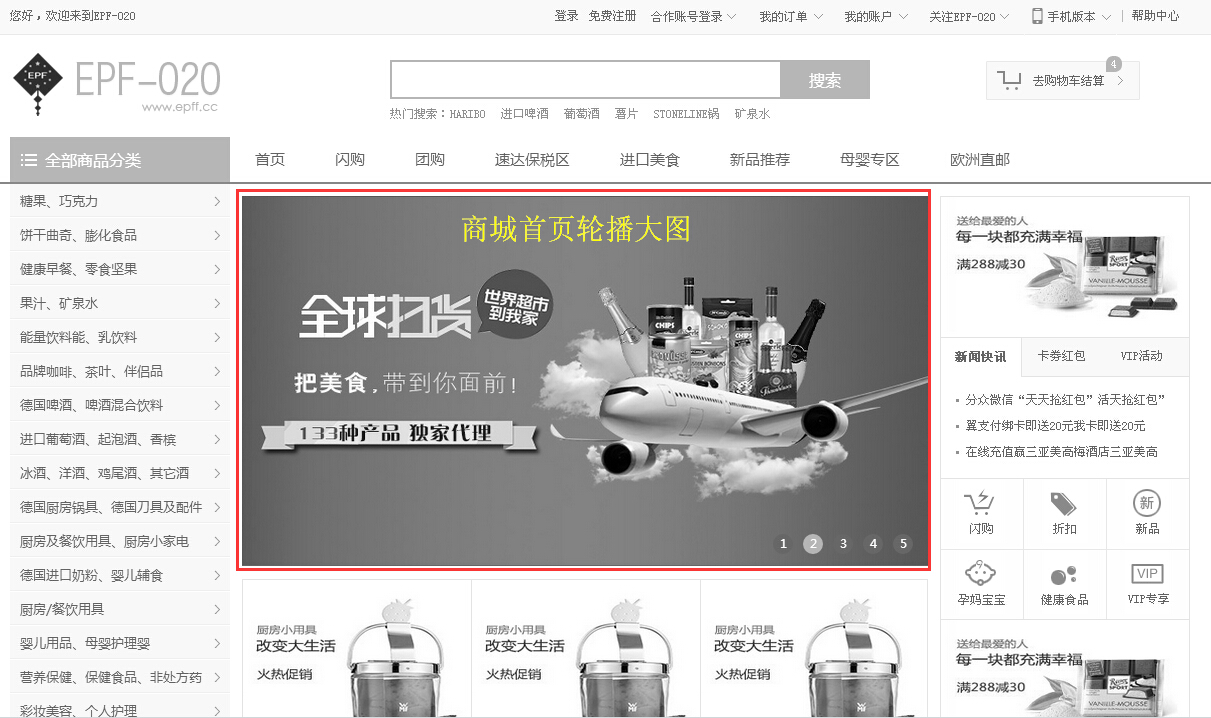 您好，欢迎来到EPF-020
登录 免费注册 合作账号登录 我的订单 我的账户 关注EPF-020 手机版本 帮助中心
EPF
EPF-020
www.epff.cc
搜索
4
去购物车结算
热门搜索：HARIBO 进口啤酒 葡萄酒 薯片 STONELINE锅 矿泉水
全部商品分类
首页 闪购 团购 速达保税区 进口美食 新品推荐 母婴专区 欧洲直邮
糖果、巧克力
饼干曲奇、膨化食品
健康早餐、零食坚果
果汁、矿泉水
能量饮料能、乳饮料
品牌咖啡、茶叶、伴侣品
德国啤酒、啤酒混合饮料
进口葡萄酒、起泡酒、香槟
冰酒、洋酒、鸡尾酒、其它酒
德国厨房锅具、德国刀具及配件
厨房及餐饮用具、厨房小家电
德国进口奶粉、婴儿辅食
厨房/餐饮用具
婴儿用品、母婴护理婴
营养保健、保健食品、非处方药
彩妆美容、个人护理
商城首页轮播大图
全球扫货
世界超市
到我家
把美食,带到你面前!
133种产品 独家代理
CHIPS
1 2 3 4 5
送给最爱的人
每一块都充满幸福
满288减30
Ritter
SPORT
VANILLE-MOUSSE
新闻快讯 卡券红包 VIP活动
分众微信“天天抢红包”活天抢红包”
翼支付绑卡即送20元我卡即送20元
在线充值赢三亚美高梅酒店三亚美高
闪购 折扣 新 新品
孕妈宝宝 健康食品 VIP VIP专享
厨房小用具
改变大生活
火热促销
WMF
厨房小用具
改变大生活
火热促销
WMF
厨房小用具
改变大生活
火热促销
WMF
送给最爱的人
每一块都充满幸福
满288减30
Ritter
SPORT
VANILLE-MOUSSE